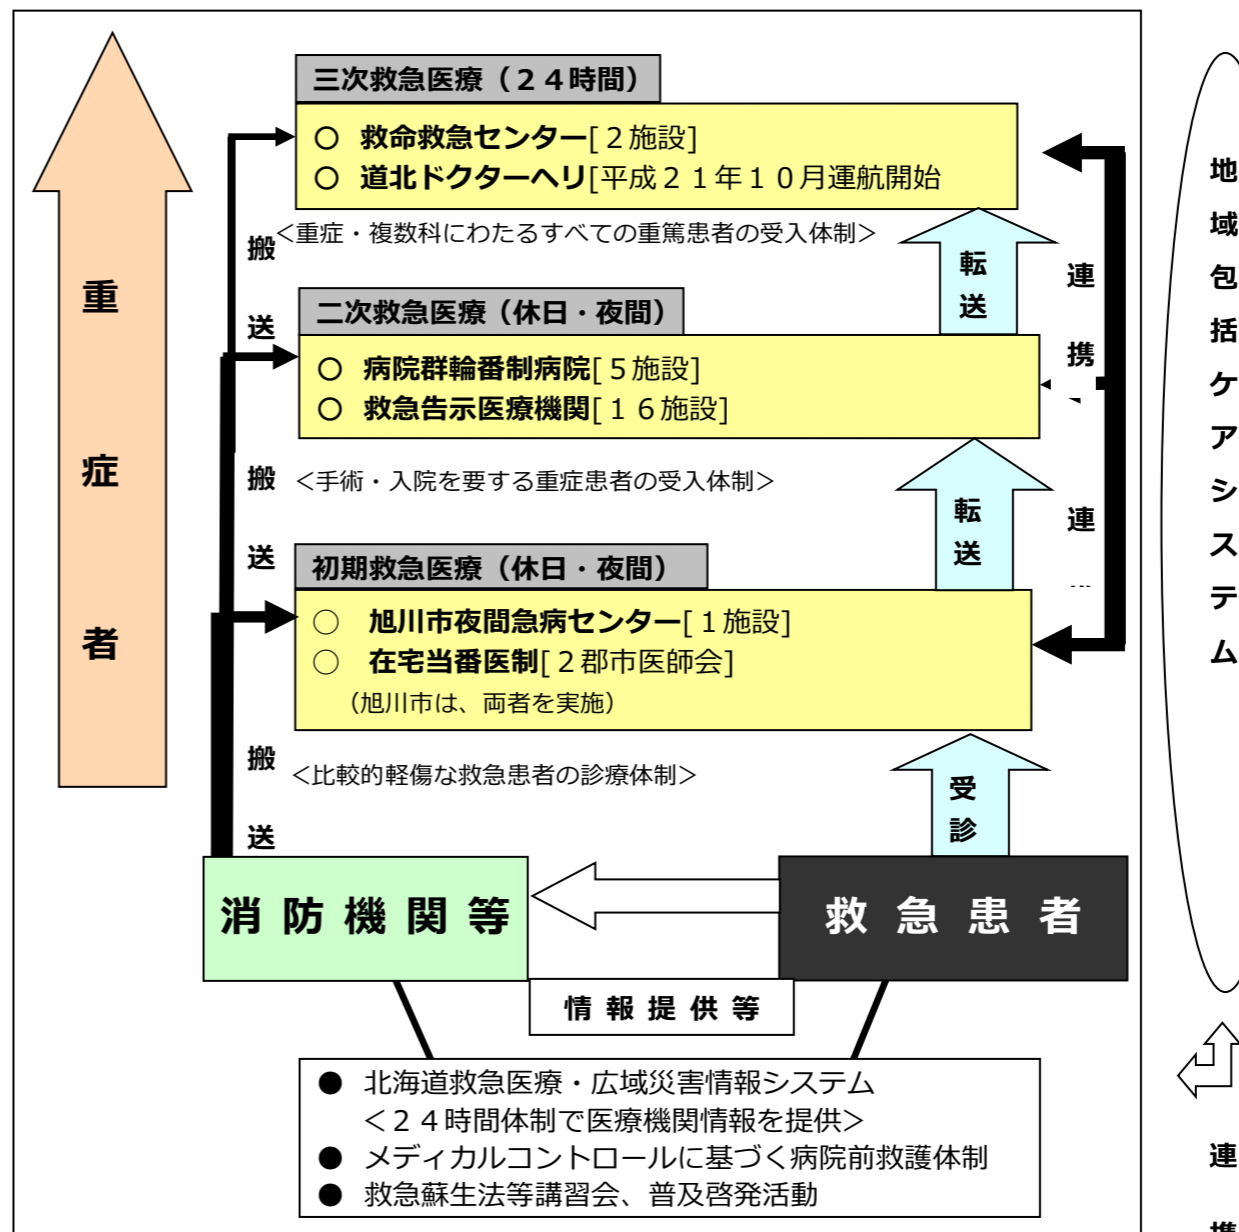 三次救急医療（２４時間）
○ 救命救急センター[２施設]
○ 道北ドクターヘリ[平成２１年１０月運航開始
＜重症・複数科にわたるすべての重篤患者の受入体制＞
搬送
転送
連携
二次救急医療（休日・夜間）
○ 病院群輪番制病院[５施設]
○ 救急告示医療機関[１６施設]
＜手術・入院を要する重症患者の受入体制＞
搬送
転送
連
初期救急医療（休日・夜間）
○ 旭川市夜間急病センター[１施設]
○ 在宅当番医制[２郡市医師会]
（旭川市は、両者を実施）
＜比較的軽傷な救急患者の診療体制＞
搬送
受診
重症者
消防機関等
救急患者
情報提供等
● 北海道救急医療・広域災害情報システム
＜２４時間体制で医療機関情報を提供＞
● メディカルコントロールに基づく病院前救護体制
● 救急蘇生法等講習会、普及啓発活動
地域包括ケアシステム
連携